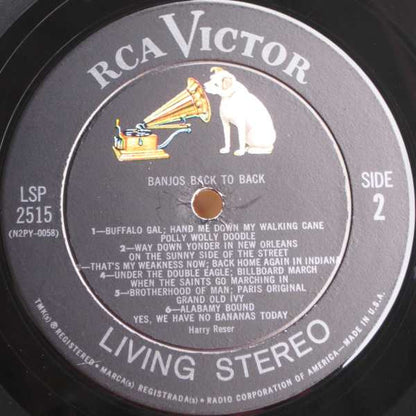 RCA VICTOR
BANJOS BACK TO BACK
LSP
2515
(N2PY-0058)
SIDE
2
1—BUFFALO GAL; HAND ME DOWN MY WALKING CANE
POLLY WOLLY DOODLE
2—WAY DOWN YONDER IN NEW ORLEANS
ON THE SUNNY SIDE OF THE STREET
3—THAT'S MY WEAKNESS NOW; BACK HOME AGAIN IN INDIANA
4—UNDER THE DOUBLE EAGLE; BILLBOARD MARCH
WHEN THE SAINTS GO MARCHING IN
5—BROTHERHOOD OF MAN; PARIS ORIGINAL
GRAND OLD IVY
6—ALABAMY BOUND
YES, WE HAVE NO BANANAS TODAY
Harry Reser
LIVING STEREO
TMK(s) ® REGISTERED • MARCA(s) REGISTRADA(s) • RADIO CORPORATION OF AMERICA—MADE IN U.S.A.